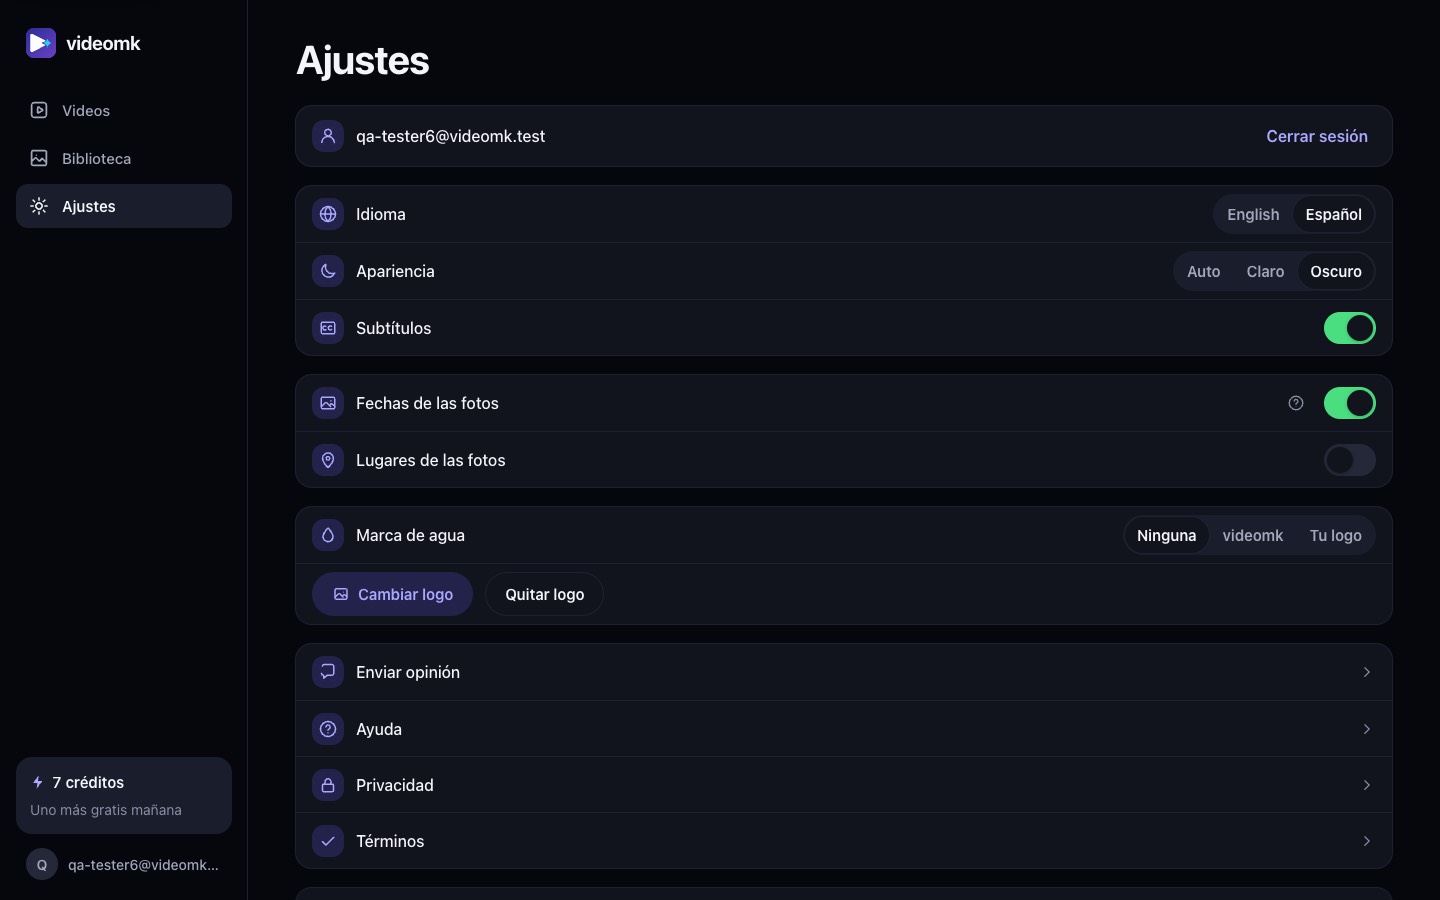 videomk
Videos
Biblioteca
Ajustes
7 créditos
Uno más gratis mañana
Q
qa-tester6@videomk...
Ajustes
qa-tester6@videomk.test
Cerrar sesión
Idioma
English
Español
Apariencia
Auto
Claro
Oscuro
CC
Subtítulos
Fechas de las fotos
Lugares de las fotos
Marca de agua
Ninguna
videomk
Tu logo
Cambiar logo
Quitar logo
Enviar opinión
Ayuda
Privacidad
Términos